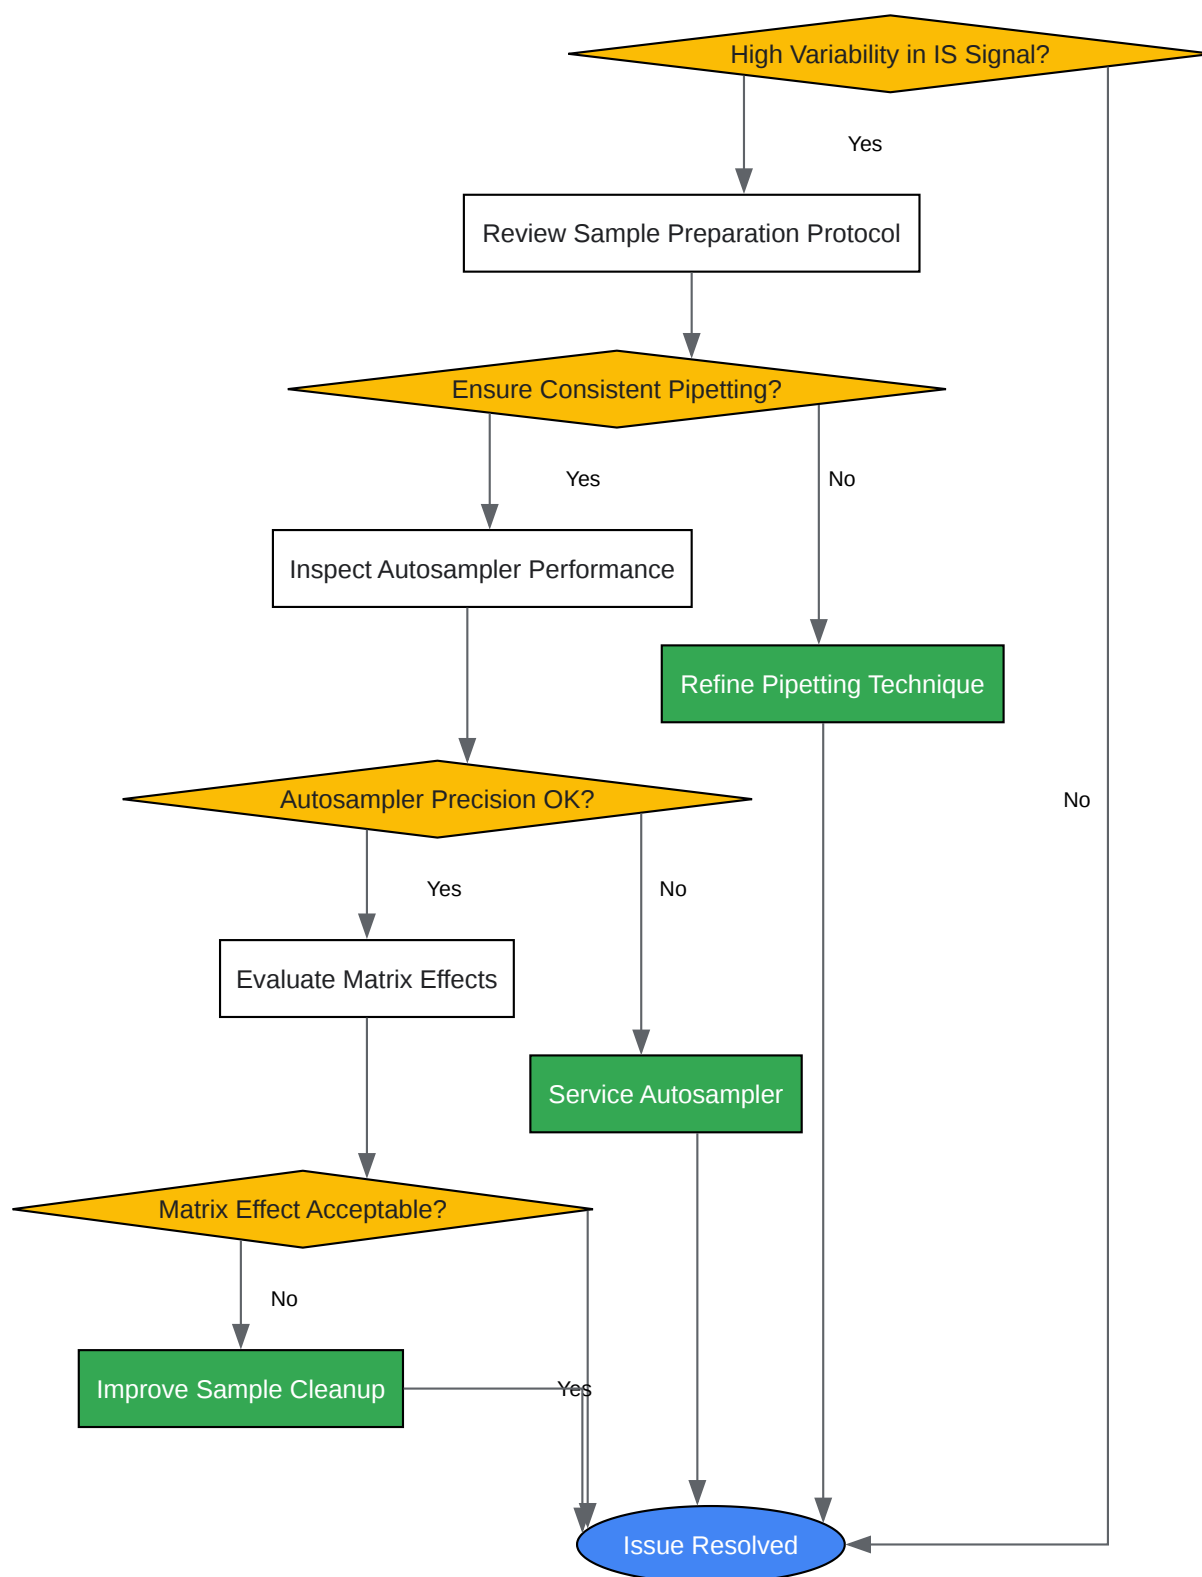 High Variability in IS Signal?
Yes
Review Sample Preparation Protocol
Ensure Consistent Pipetting?
Yes
No
Inspect Autosampler Performance
Refine Pipetting Technique
Autosampler Precision OK?
No
Yes
No
Evaluate Matrix Effects
Service Autosampler
Matrix Effect Acceptable?
No
Improve Sample Cleanup
Yes
Issue Resolved